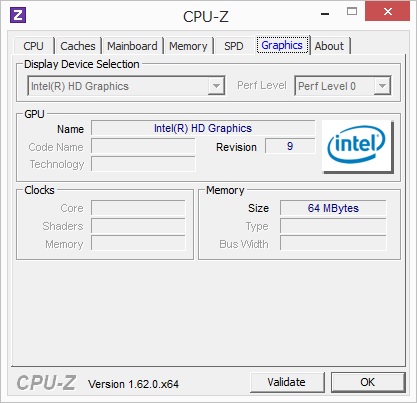 Z CPU-Z
CPU Caches Mainboard Memory SPD Graphics About
Display Device Selection
Intel(R) HD Graphics Perf Level Perf Level 0
GPU
Name Intel(R) HD Graphics
Code Name Revision 9
Technology
intel
Clocks
Core
Shaders
Memory
Memory
Size 64 MBytes
Type
Bus Width
CPU-Z Version 1.62.0.x64 Validate OK